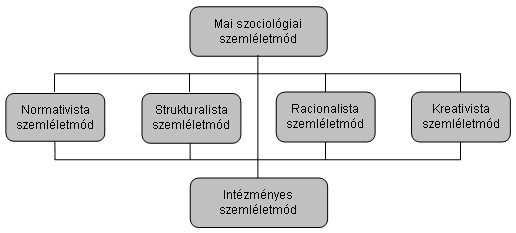 Mai szociológiai
szemléletmód
Normativista
szemléletmód
Strukturalista
szemléletmód
Racionalista
szemléletmód
Kreativista
szemléletmód
Intézményes
szemléletmód